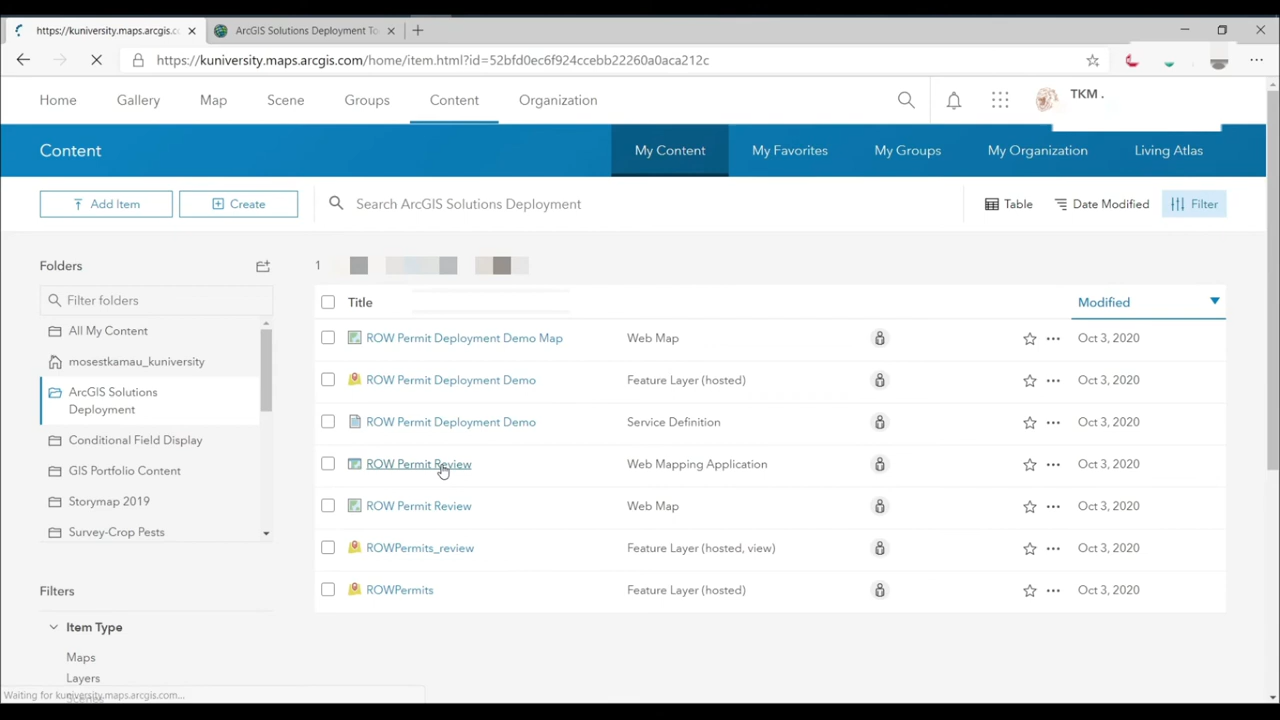 https://kuniversity.maps.arcgis.c
ArcGIS Solutions Deployment To
https://kuniversity.maps.arcgis.com/home/item.html?id=52bfd0ec6f924ccebb22260a0aca212c
Home Gallery Map Scene Groups Content Organization TKM .
Content My Content My Favorites My Groups My Organization Living Atlas
Add Item Create Search ArcGIS Solutions Deployment Table Date Modified Filter
Folders 1
Filter folders
Title Modified
All My Content
ROW Permit Deployment Demo Map Web Map Oct 3, 2020
mosestkamau_kuniversity
ROW Permit Deployment Demo Feature Layer (hosted) Oct 3, 2020
ArcGIS Solutions
Deployment
ROW Permit Deployment Demo Service Definition Oct 3, 2020
Conditional Field Display
ROW Permit Review Web Mapping Application Oct 3, 2020
GIS Portfolio Content
Storymap 2019
ROW Permit Review Web Map Oct 3, 2020
Survey-Crop Pests
ROWPermits_review Feature Layer (hosted, view) Oct 3, 2020
Filters
ROWPermits Feature Layer (hosted) Oct 3, 2020
Item Type
Maps
Layers
Waiting for kuniversity.maps.arcgis.com...